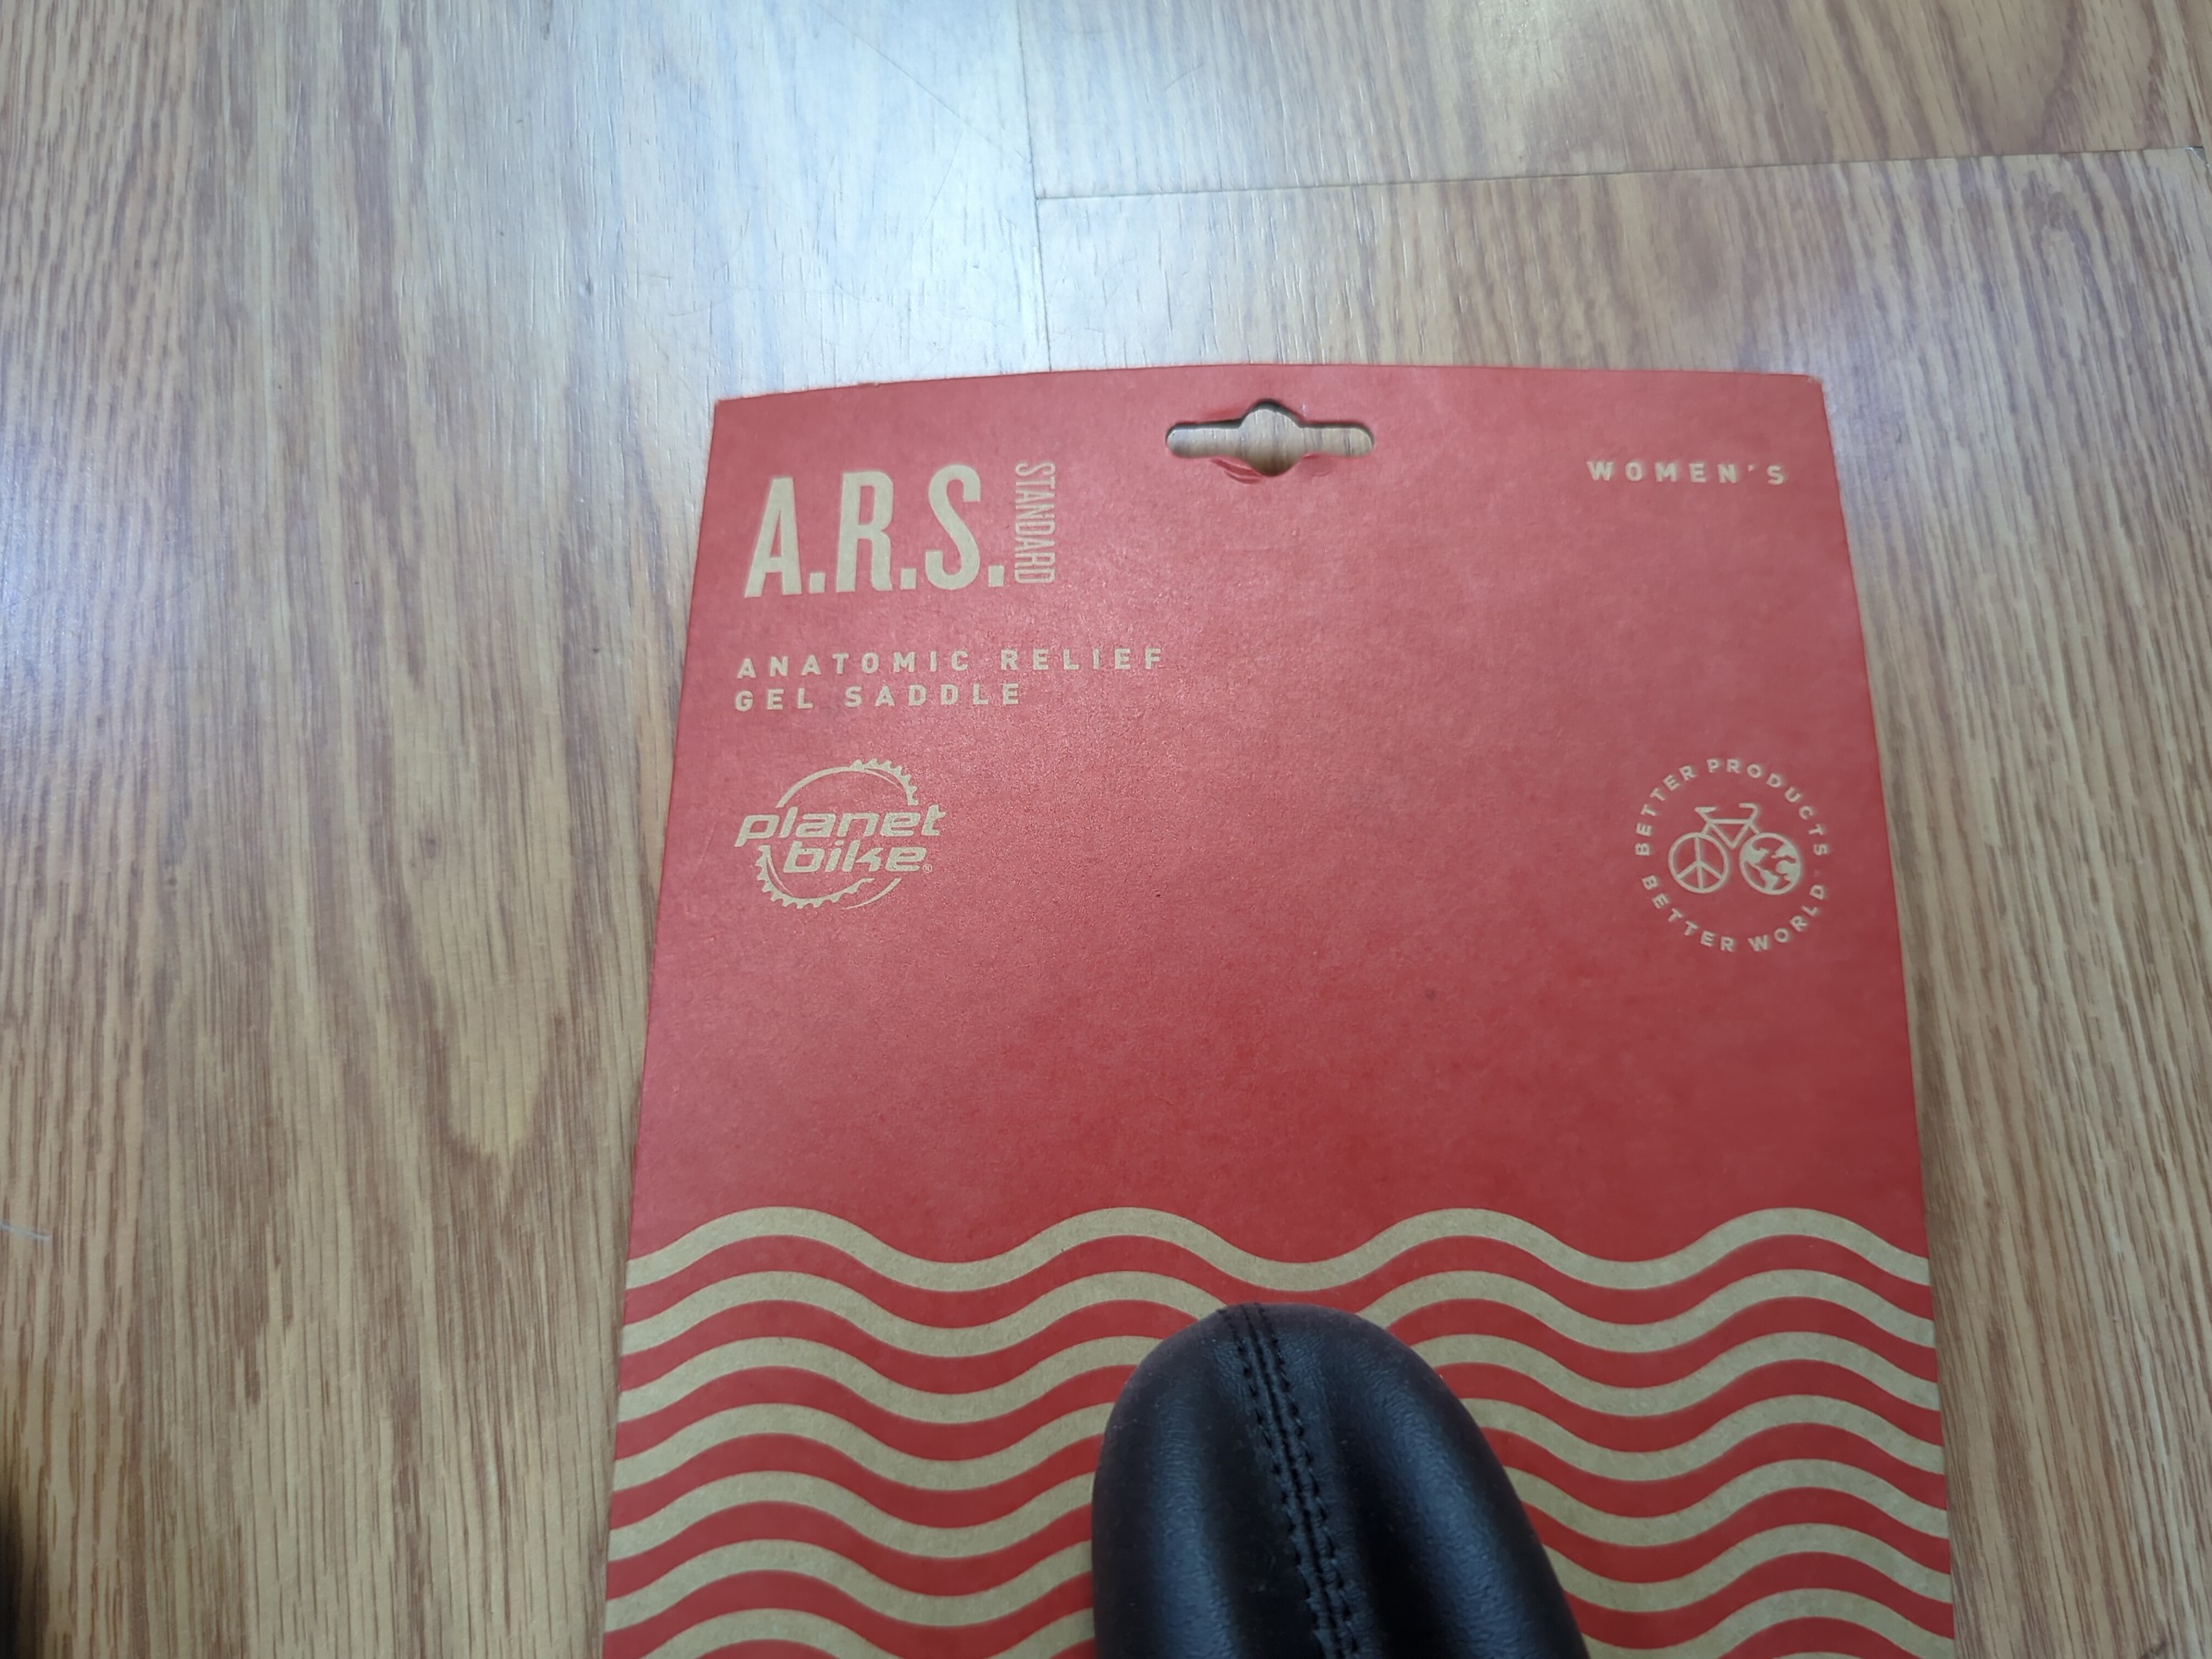 A.R.S. STANDARD
WOMEN'S
ANATOMIC RELIEF
GEL SADDLE
planet
bike®
BETTER PRODUCTS
BETTER WORLD